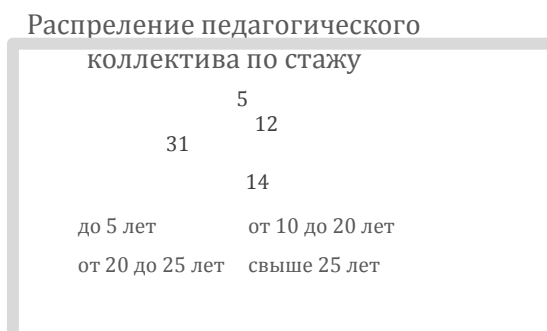 Распреление педагогического
коллектива по стажу
5
12
31
14
до 5 лет от 10 до 20 лет
от 20 до 25 лет свыше 25 лет